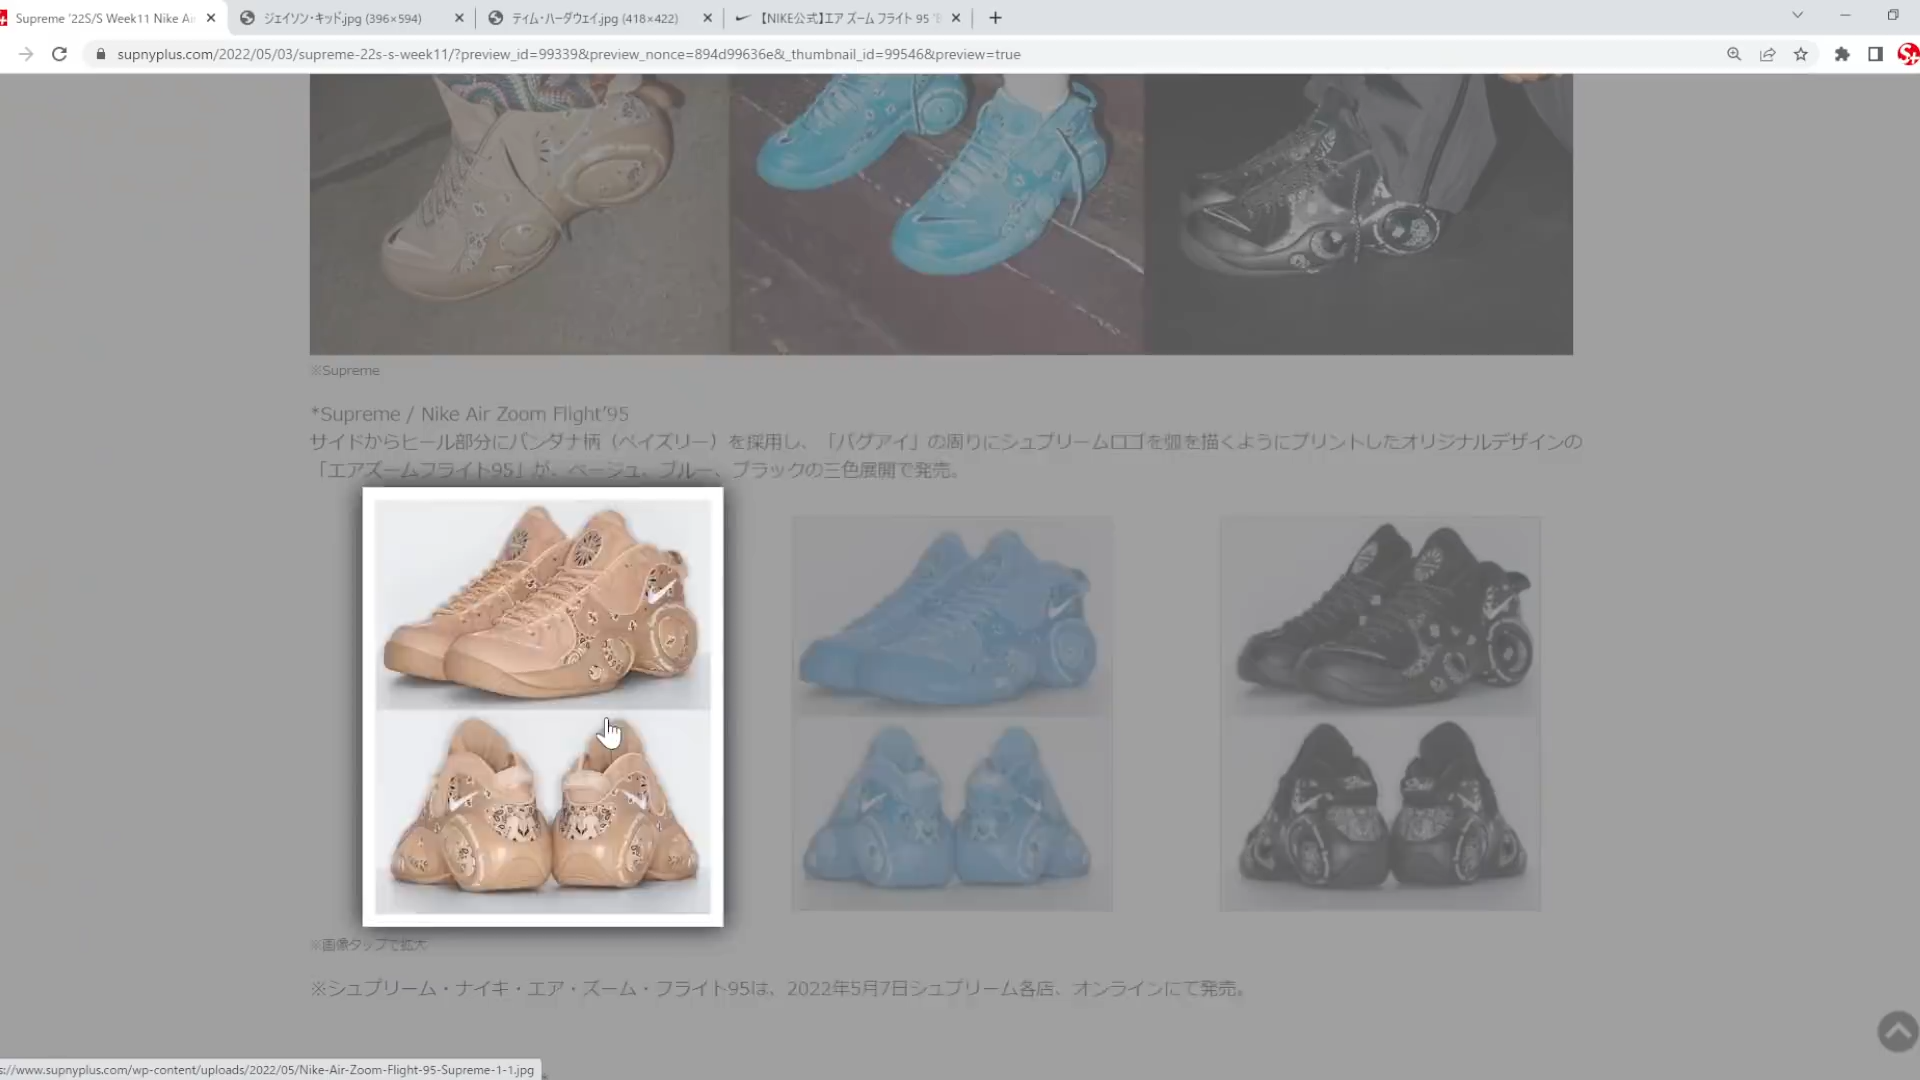 Supreme '22S/S Week11 Nike Air
ジェイソン・キッド.jpg (396×594)
ティム・ハーダウェイ.jpg (418×422)
【NIKE公式】エア ズーム フライト 95
supnyplus.com/2022/05/03/supreme-22s-s-week11/?preview_id=99339&preview_nonce=894d99636e&_thumbnail_id=99546&preview=true
※Supreme
*Supreme / Nike Air Zoom Flight'95
サイドからヒール部分にバンダナ柄（ペイズリー）を採用し、「バグアイ」の周りにシュプリームロゴを弧を描くようにプリントしたオリジナルデザインの
「エアズームフライト95」が、ベージュ、ブルー、ブラックの三色展開で発売。
※画像タップで拡大
※シュプリーム・ナイキ・エア・ズーム・フライト95は、2022年5月7日シュプリーム各店、オンラインにて発売。
s://www.supnyplus.com/wp-content/uploads/2022/05/Nike-Air-Zoom-Flight-95-Supreme-1-1.jpg